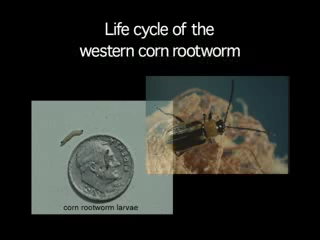 Life cycle of the
western corn rootworm
corn rootworm larvae